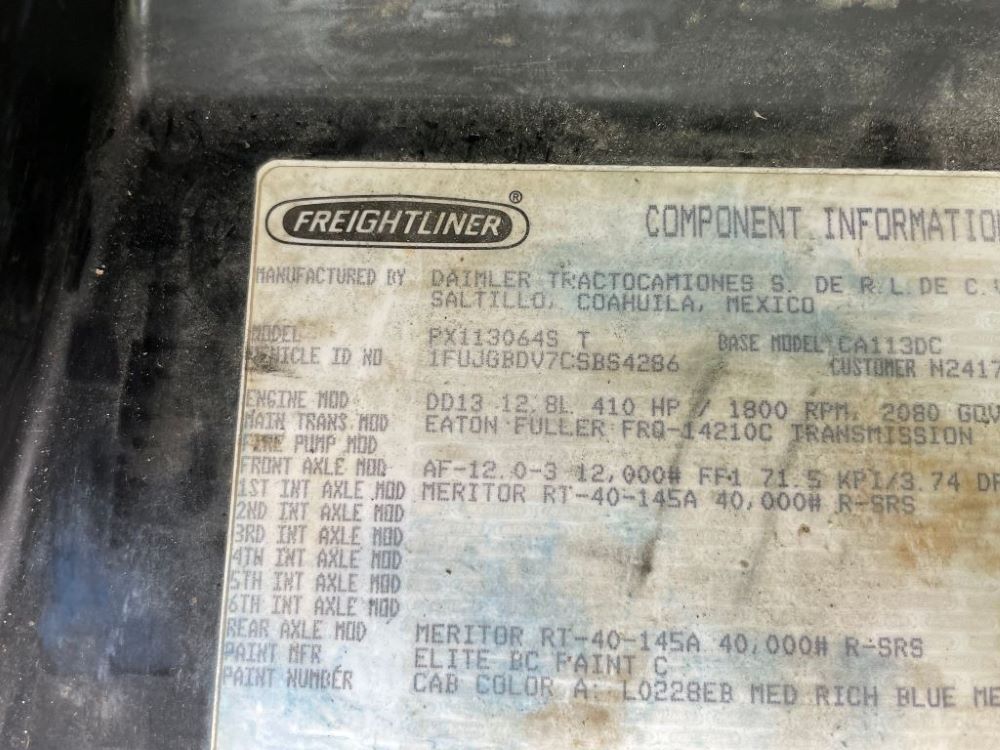 FREIGHTLINER ®
COMPONENT INFORMATIO
MANUFACTURED BY DAIMLER TRACTOCAMIONES S. DE R.L.DE C.
SALTILLO, COAHUILA, MEXICO
MODEL PX113064S T BASE MODEL CA113DC
VEHICLE ID NO 1FUJGBDV7CSBS4286 CUSTOMER N2417
ENGINE MOD DD13 12.8L 410 HP / 1800 RPM, 2080 GOV
MAIN TRANS MOD EATON FULLER FRO-14210C TRANSMISSION
FIRE PUMP MOD
FRONT AXLE MOD AF-12.0-3 12,000# FF1 71.5 KPI/3.74 DR
1ST INT AXLE MOD MERITOR RT-40-145A 40,000# R-SRS
2ND INT AXLE MOD
3RD INT AXLE MOD
4TH INT AXLE MOD
5TH INT AXLE MOD
6TH INT AXLE MOD
REAR AXLE MOD MERITOR RT-40-145A 40,000# R-SRS
PAINT MFR ELITE BC PAINT C
PAINT NUMBER CAB COLOR A: L0228EB MED RICH BLUE ME